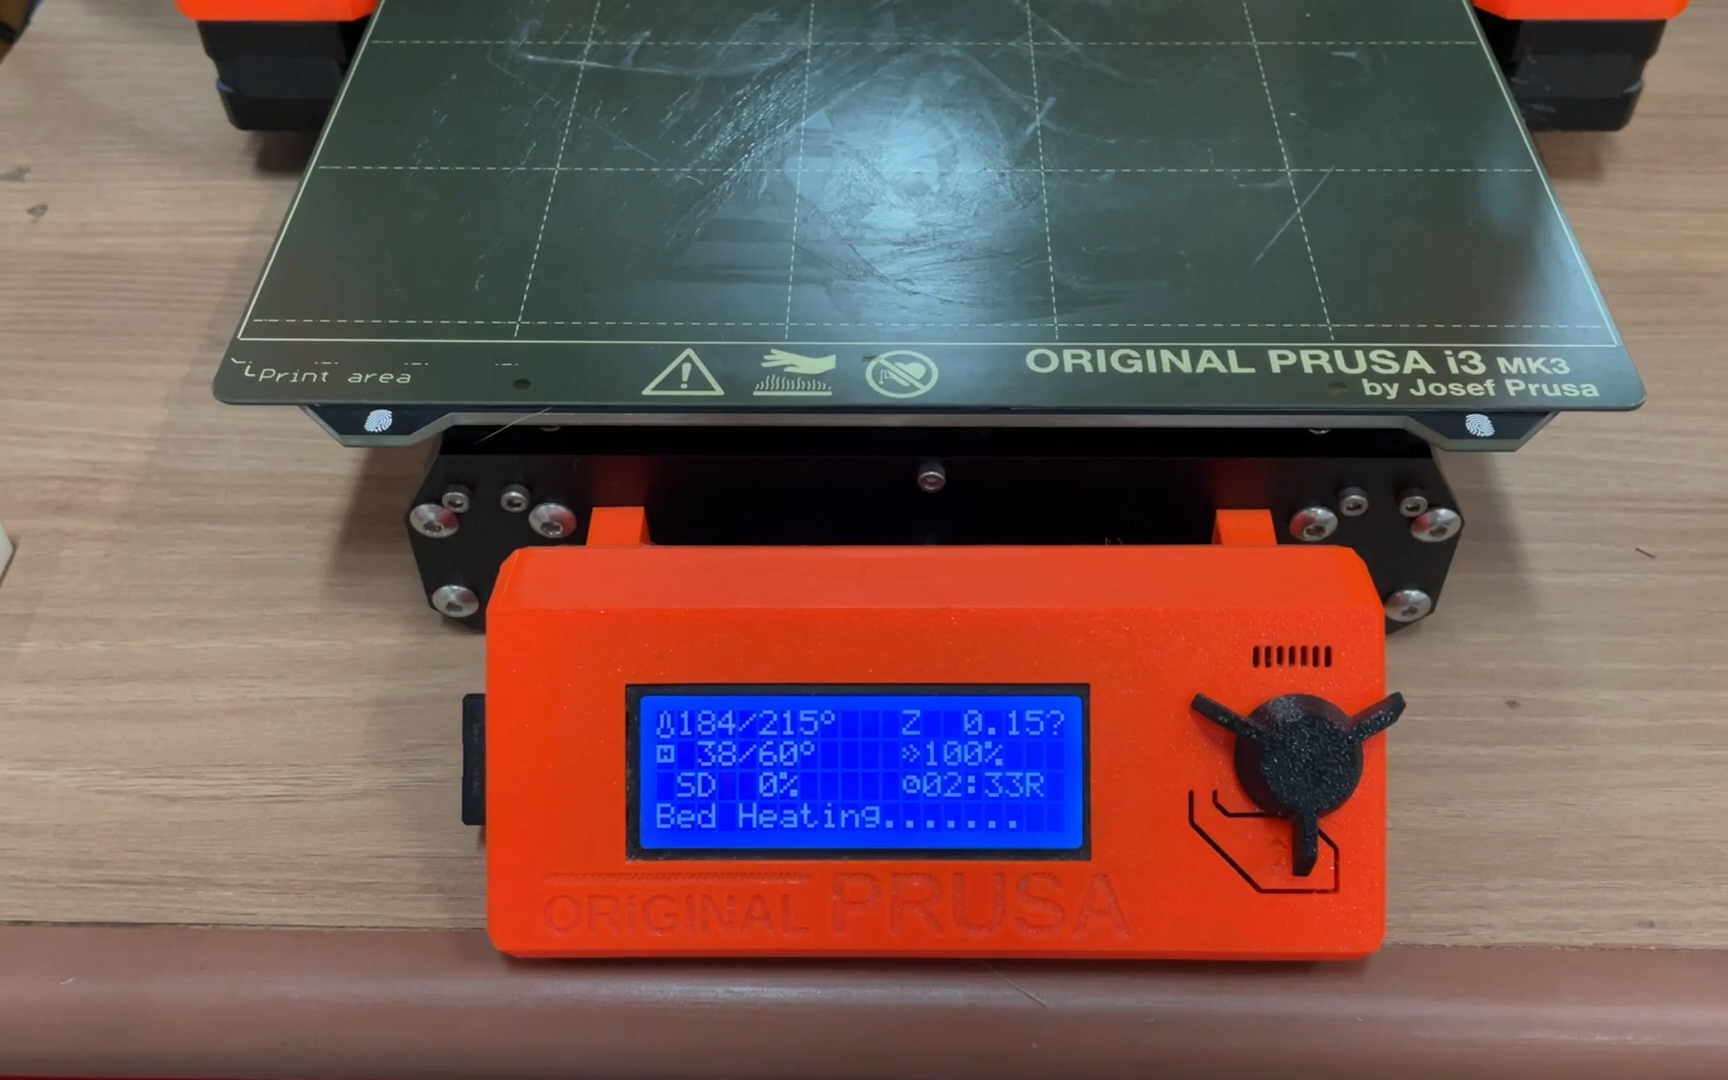 Print area
ORIGINAL PRUSA i3 MK3
by Josef Prusa
184/215° Z 0.15?
38/60° 100%
SD 0% 02:33R
Bed Heating.......
ORIGINAL PRUSA